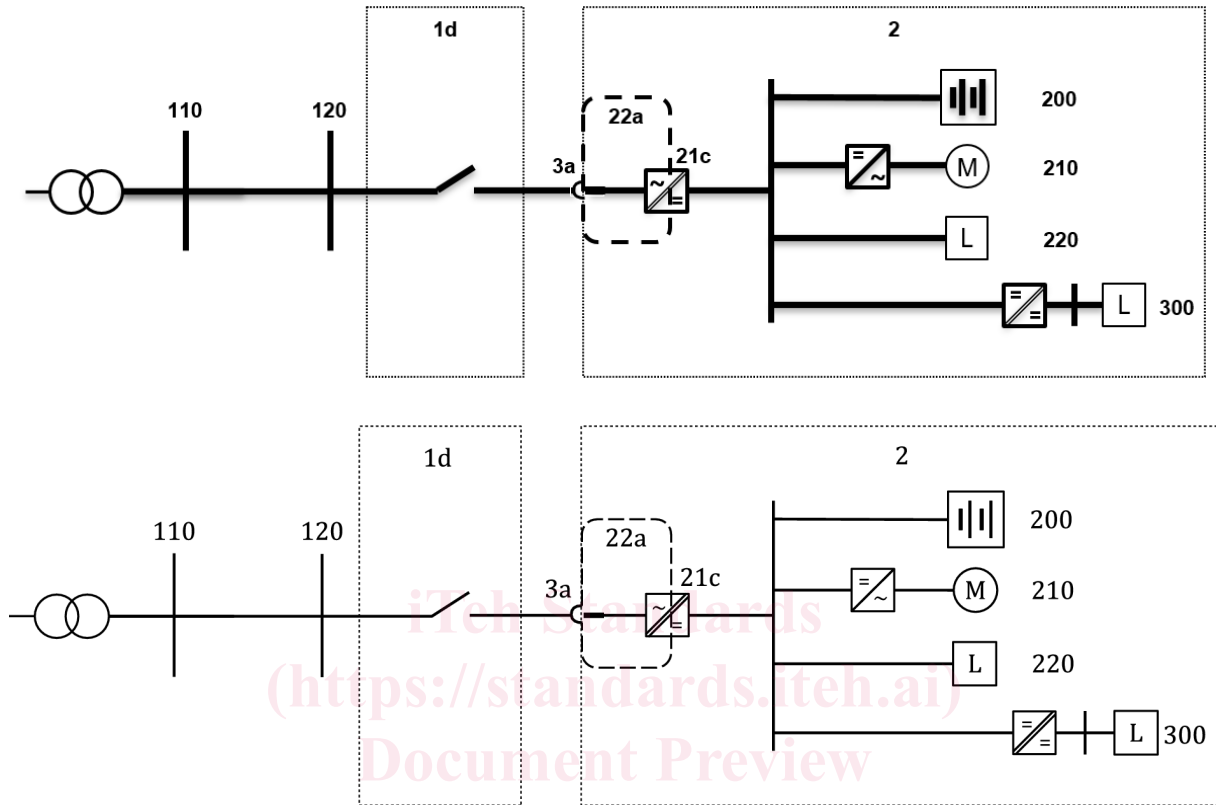 1d
2
110
120
22a
3a
21c
200
M
210
L
220
L
300
1d
2
110
120
22a
3a
21c
200
M
210
L
220
L
300
iTeh Standards
(https://standards.iteh.ai)
Document Preview